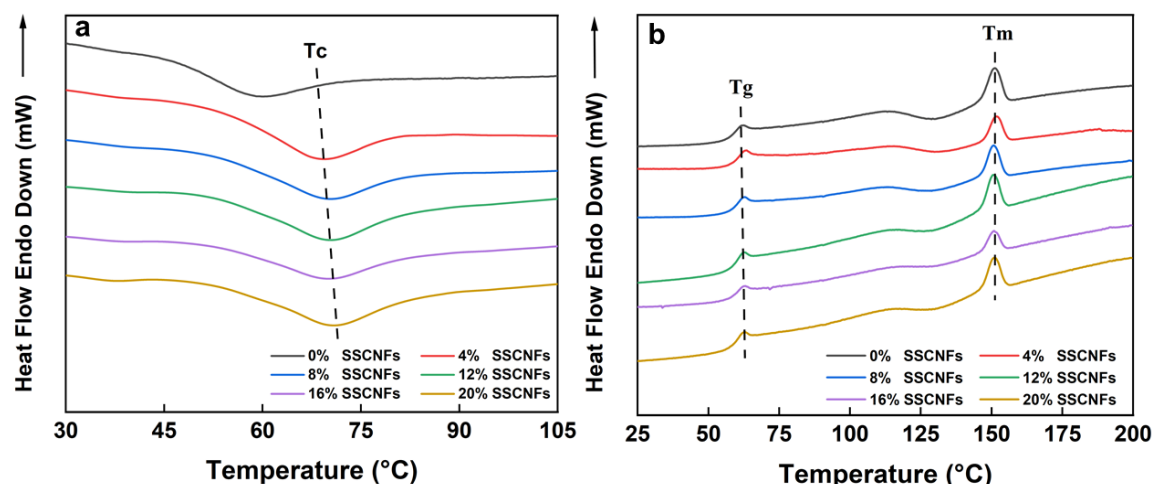 a
Tc
Heat Flow Endo Down (mW)
0% SSCNFs
4% SSCNFs
8% SSCNFs
12% SSCNFs
16% SSCNFs
20% SSCNFs
30 45 60 75 90 105
Temperature (°C)
b
Tm
Tg
Heat Flow Endo Down (mW)
0% SSCNFs
4% SSCNFs
8% SSCNFs
12% SSCNFs
16% SSCNFs
20% SSCNFs
25 50 75 100 125 150 175 200
Temperature (°C)